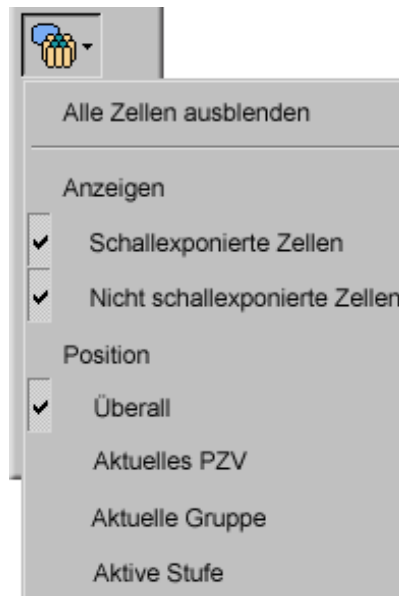 Alle Zellen ausblenden
Anzeigen
Schallexponierte Zellen
Nicht schallexponierte Zellen
Position
Überall
Aktuelles PZV
Aktuelle Gruppe
Aktive Stufe